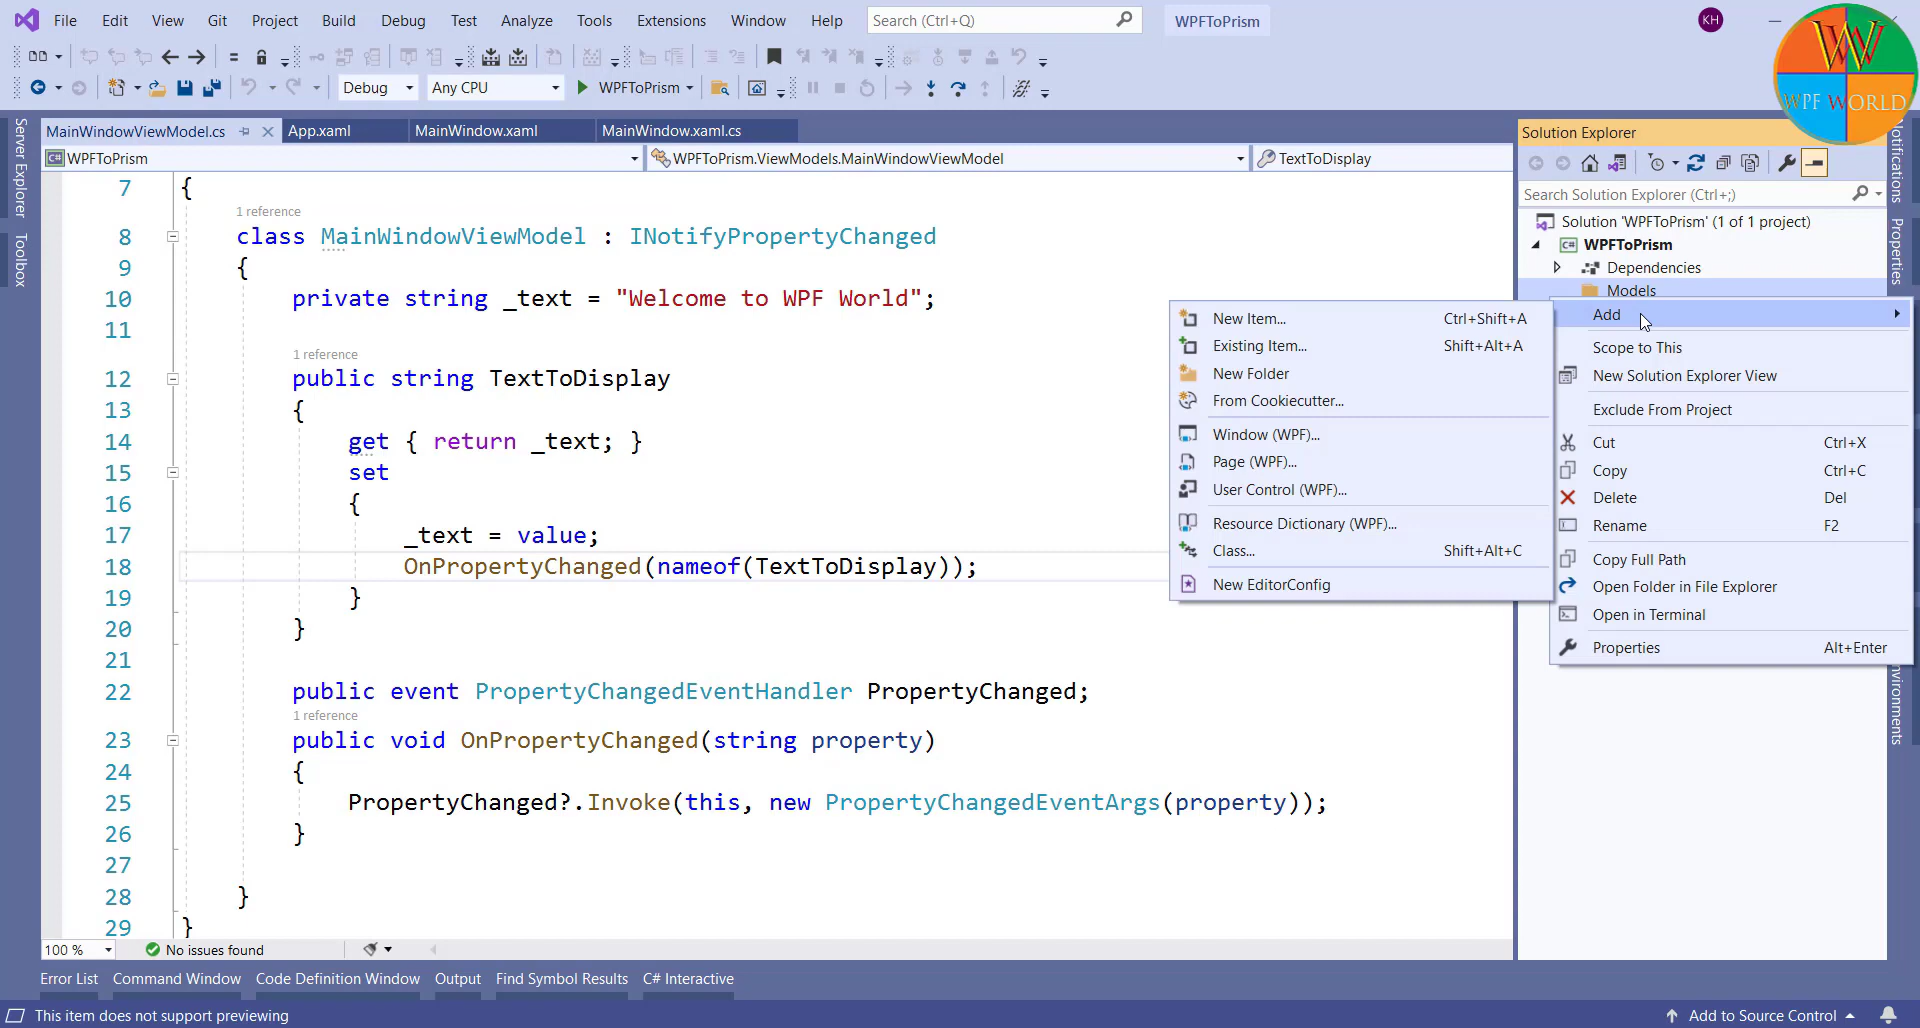 File Edit View Git Project Build Debug Test Analyze Tools Extensions Window Help Search (Ctrl+Q) WPFToPrism KH
Debug Any CPU WPFToPrism
WPF WORLD
MainWindowViewModel.cs App.xaml MainWindow.xaml MainWindow.xaml.cs
WPFToPrism WPFToPrism.ViewModels.MainWindowViewModel TextToDisplay
Server Explorer
Toolbox
7 {
1 reference
8 class MainWindowViewModel : INotifyPropertyChanged
9 {
10 private string _text = "Welcome to WPF World";
11
1 reference
12 public string TextToDisplay
13 {
14 get { return _text; }
15 set
16 {
17 _text = value;
18 OnPropertyChanged(nameof(TextToDisplay));
19 }
20 }
21
22 public event PropertyChangedEventHandler PropertyChanged;
1 reference
23 public void OnPropertyChanged(string property)
24 {
25 PropertyChanged?.Invoke(this, new PropertyChangedEventArgs(property));
26 }
27
28 }
29 }
100 % No issues found
Solution Explorer
Search Solution Explorer (Ctrl+;)
Solution 'WPFToPrism' (1 of 1 project)
WPFToPrism
Dependencies
Models
Notifications
Properties
New Item... Ctrl+Shift+A
Existing Item... Shift+Alt+A
New Folder
From Cookiecutter...
Window (WPF)...
Page (WPF)...
User Control (WPF)...
Resource Dictionary (WPF)...
Class... Shift+Alt+C
New EditorConfig
Add
Scope to This
New Solution Explorer View
Exclude From Project
Cut Ctrl+X
Copy Ctrl+C
Delete Del
Rename F2
Copy Full Path
Open Folder in File Explorer
Open in Terminal
Properties Alt+Enter
Error List Command Window Code Definition Window Output Find Symbol Results C# Interactive
This item does not support previewing Add to Source Control